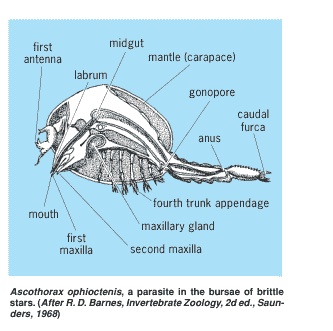 midgut
first
antenna
mantle (carapace)
labrum
gonopore
caudal
furca
anus
fourth trunk appendage
mouth
maxillary gland
first
maxilla
second maxilla
Ascothorax ophioctenis, a parasite in the bursae of brittle
stars. (After R. D. Barnes, Invertebrate Zoology, 2d ed., Saun-
ders, 1968)